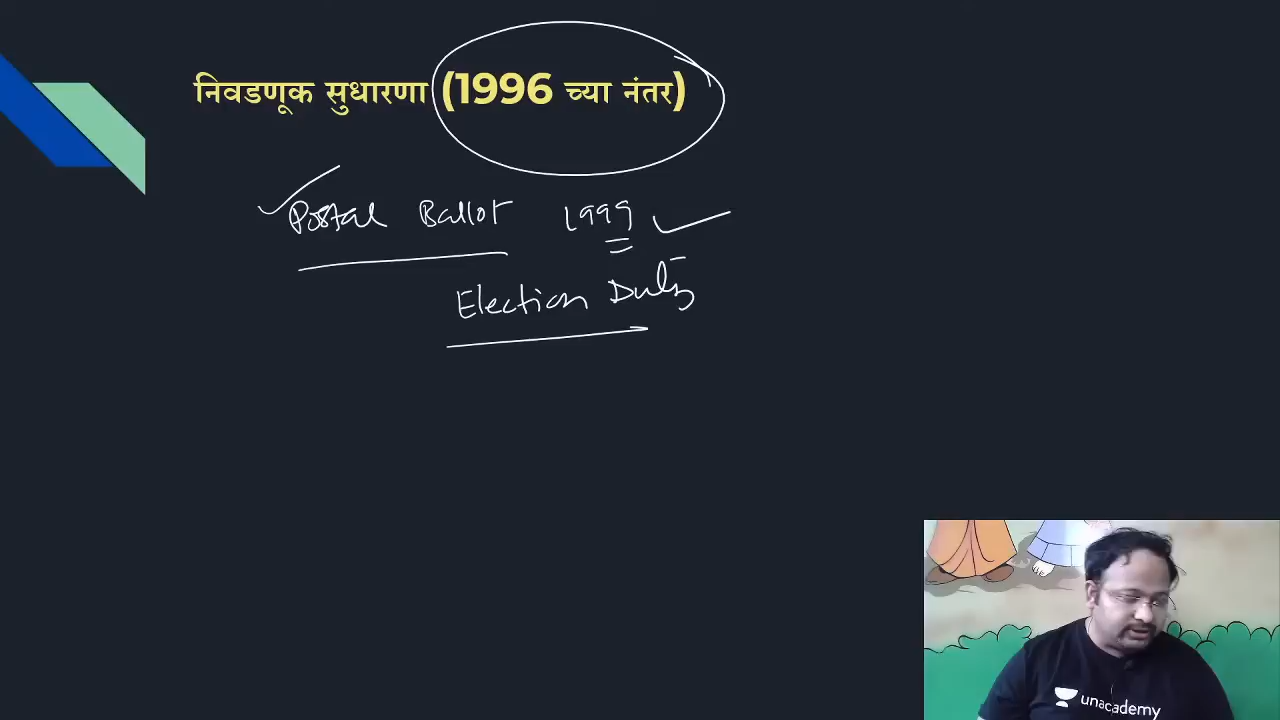 निवडणूक सुधारणा (1996 च्या नंतर)
Postal Ballot 1999
Election Duty
unacademy